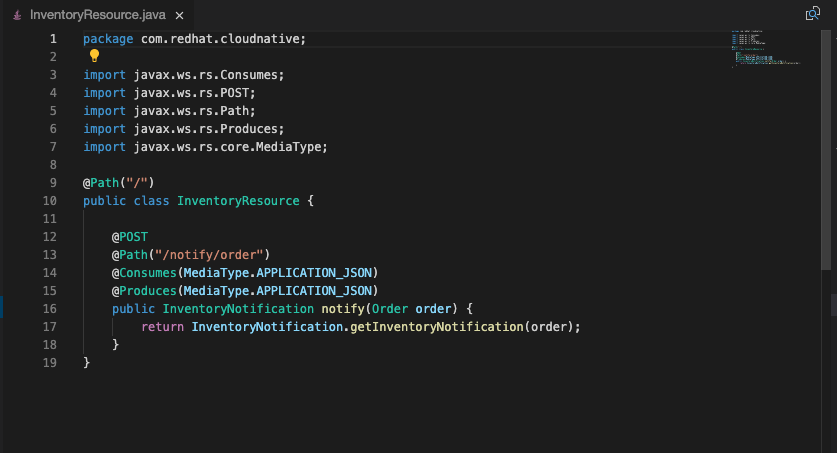 InventoryResource.java ×
1 package com.redhat.cloudnative;
2
3 import javax.ws.rs.Consumes;
4 import javax.ws.rs.POST;
5 import javax.ws.rs.Path;
6 import javax.ws.rs.Produces;
7 import javax.ws.rs.core.MediaType;
8
9 @Path("/")
10 public class InventoryResource {
11
12     @POST
13     @Path("/notify/order")
14     @Consumes(MediaType.APPLICATION_JSON)
15     @Produces(MediaType.APPLICATION_JSON)
16     public InventoryNotification notify(Order order) {
17         return InventoryNotification.getInventoryNotification(order);
18     }
19 }